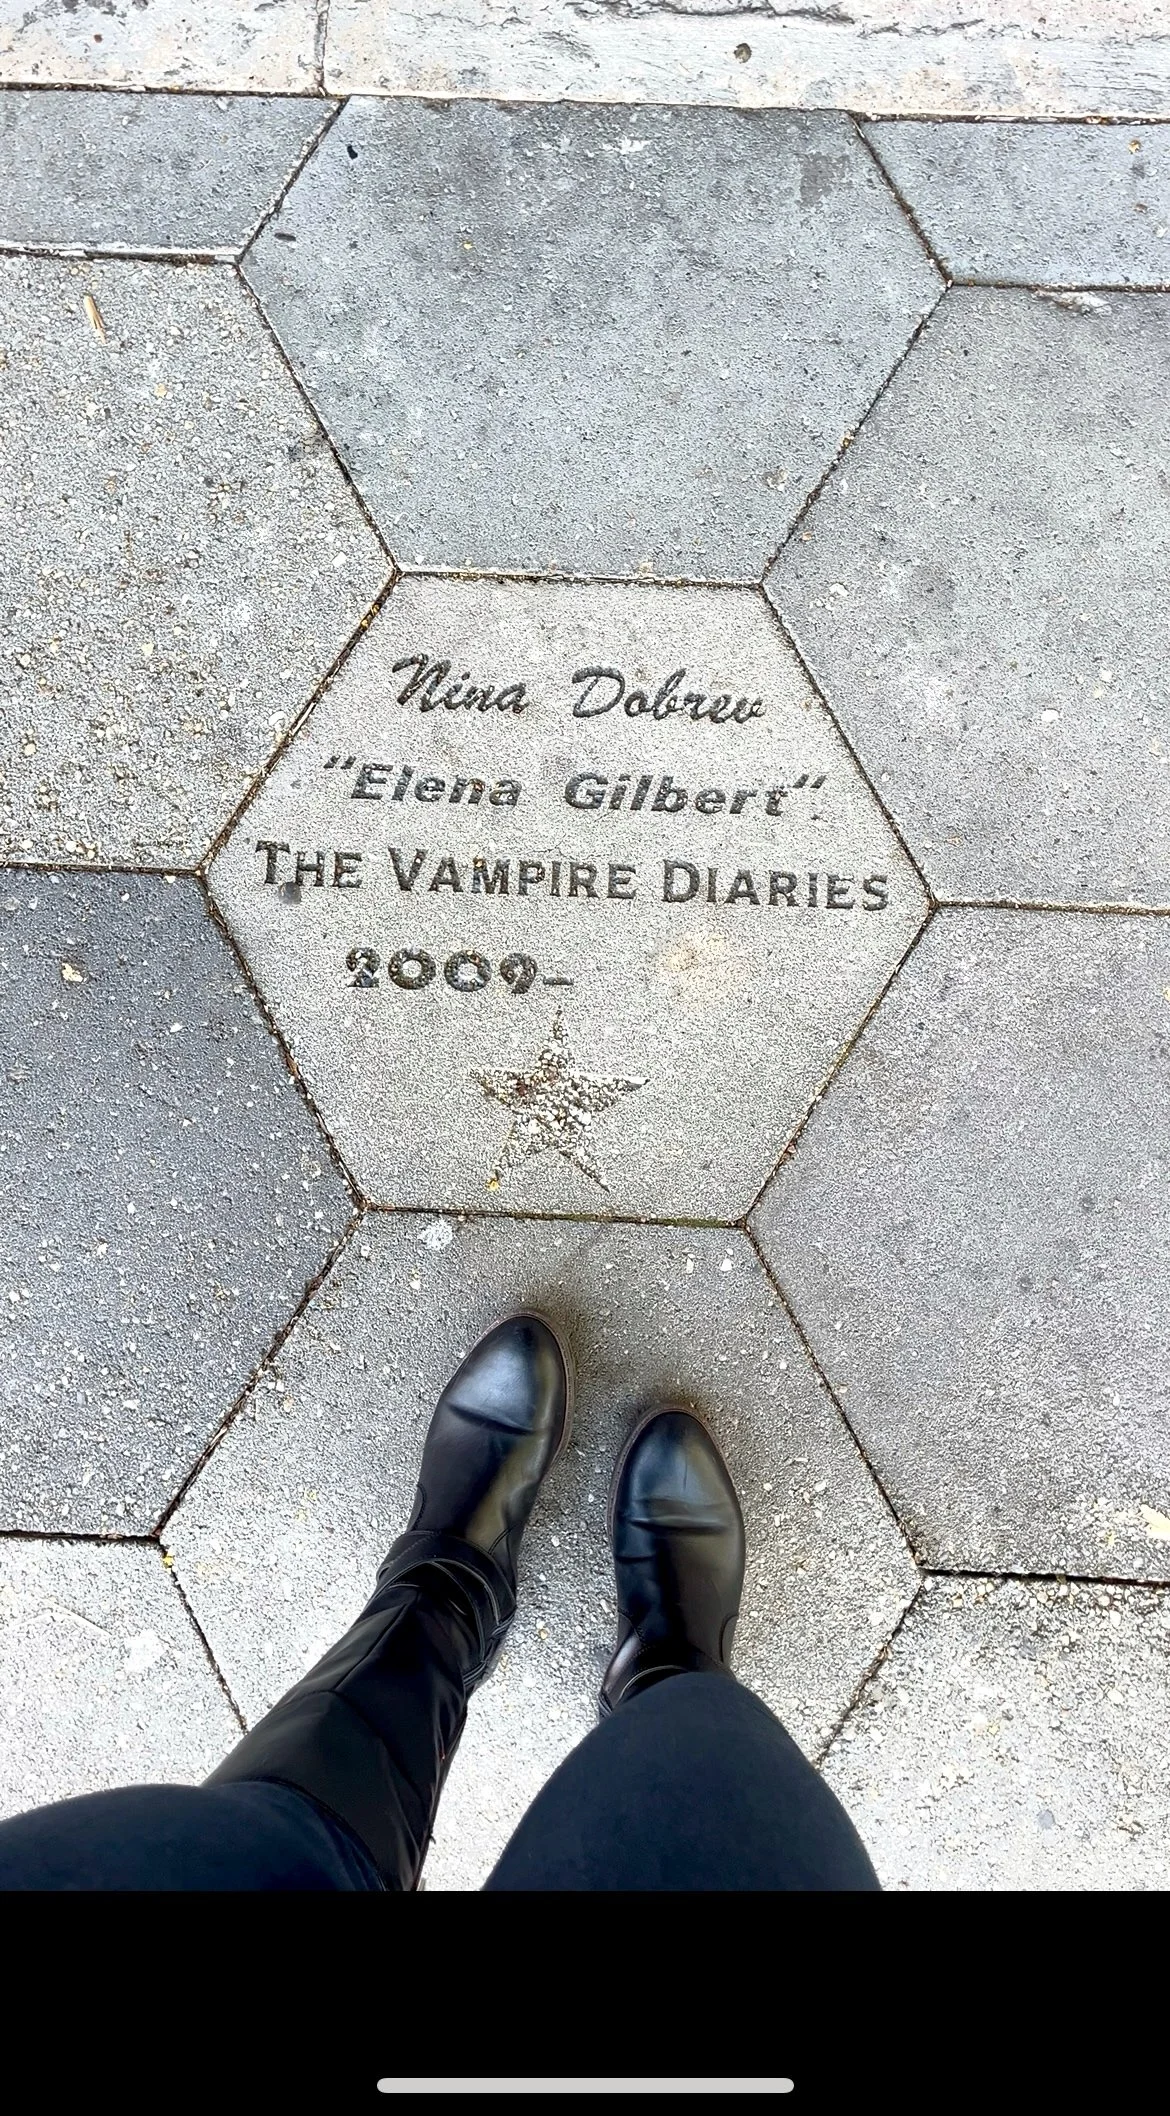 Nina Dobrev
"Elena Gilbert"
THE VAMPIRE DIARIES
2009-